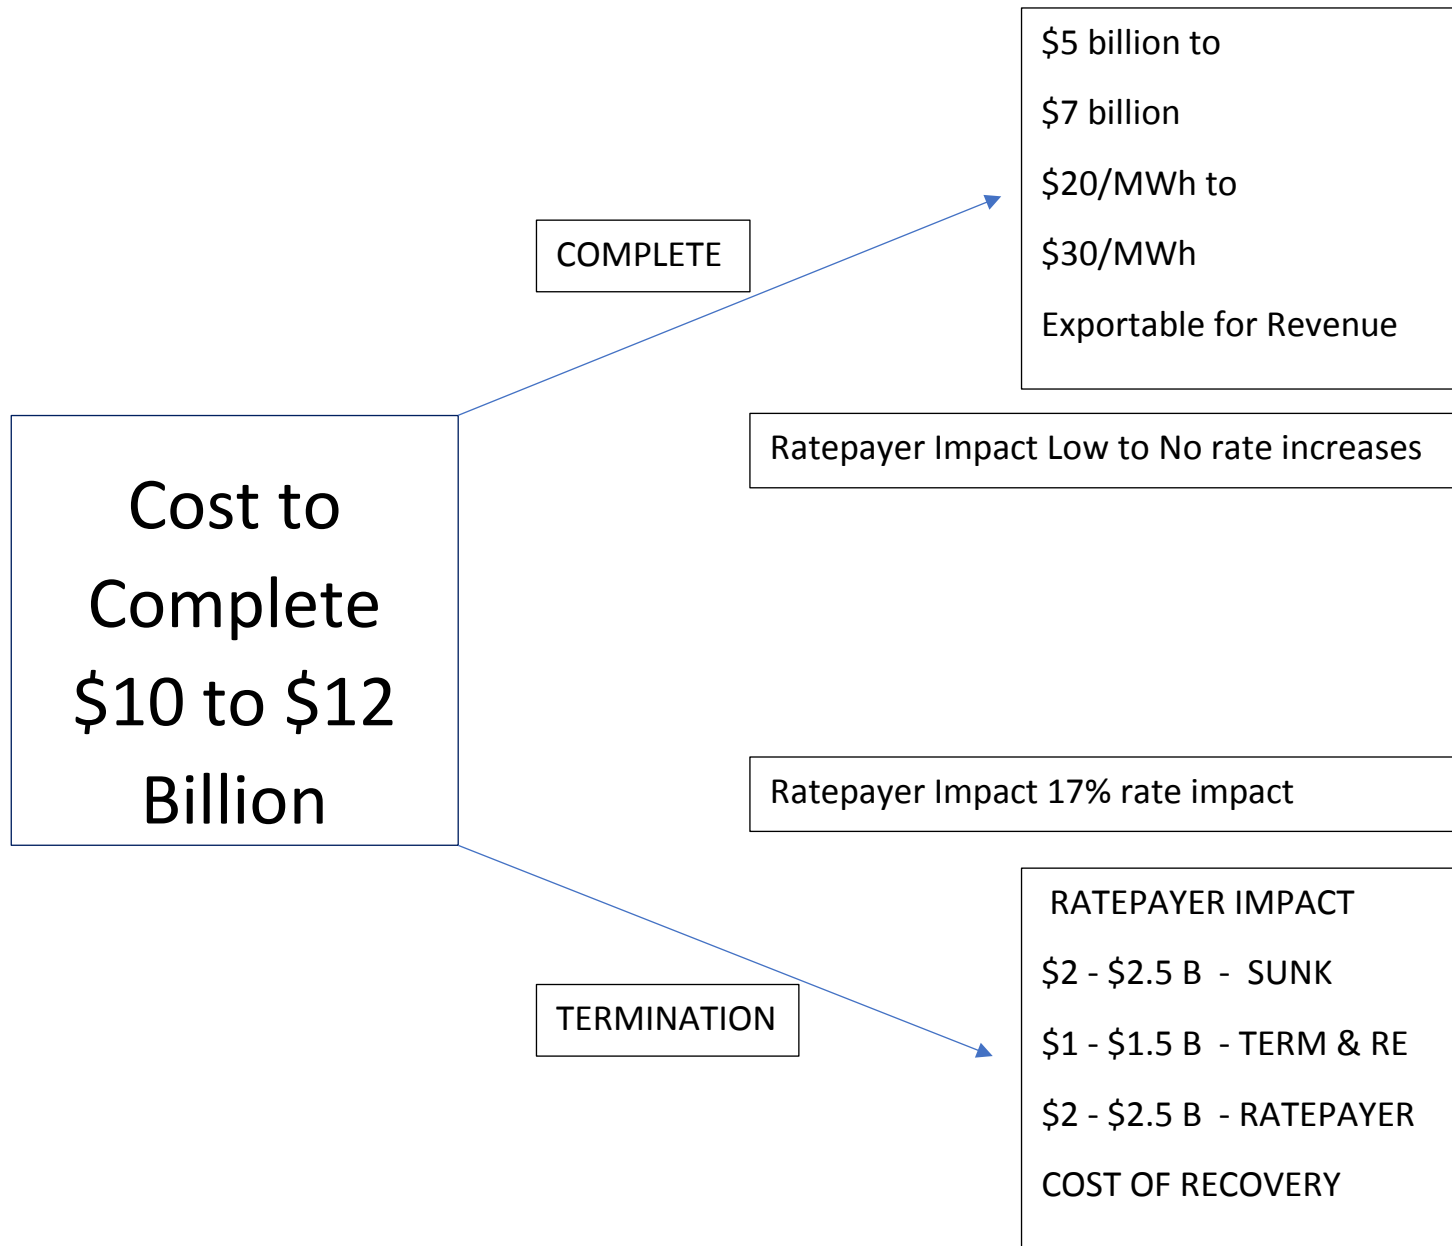 $5 billion to
$7 billion
$20/MWh to
$30/MWh
Exportable for Revenue
COMPLETE
Ratepayer Impact Low to No rate increases
Cost to
Complete
$10 to $12
Billion
Ratepayer Impact 17% rate impact
RATEPAYER IMPACT
$2 - $2.5 B - SUNK
$1 - $1.5 B - TERM & RE
$2 - $2.5 B - RATEPAYER
COST OF RECOVERY
TERMINATION